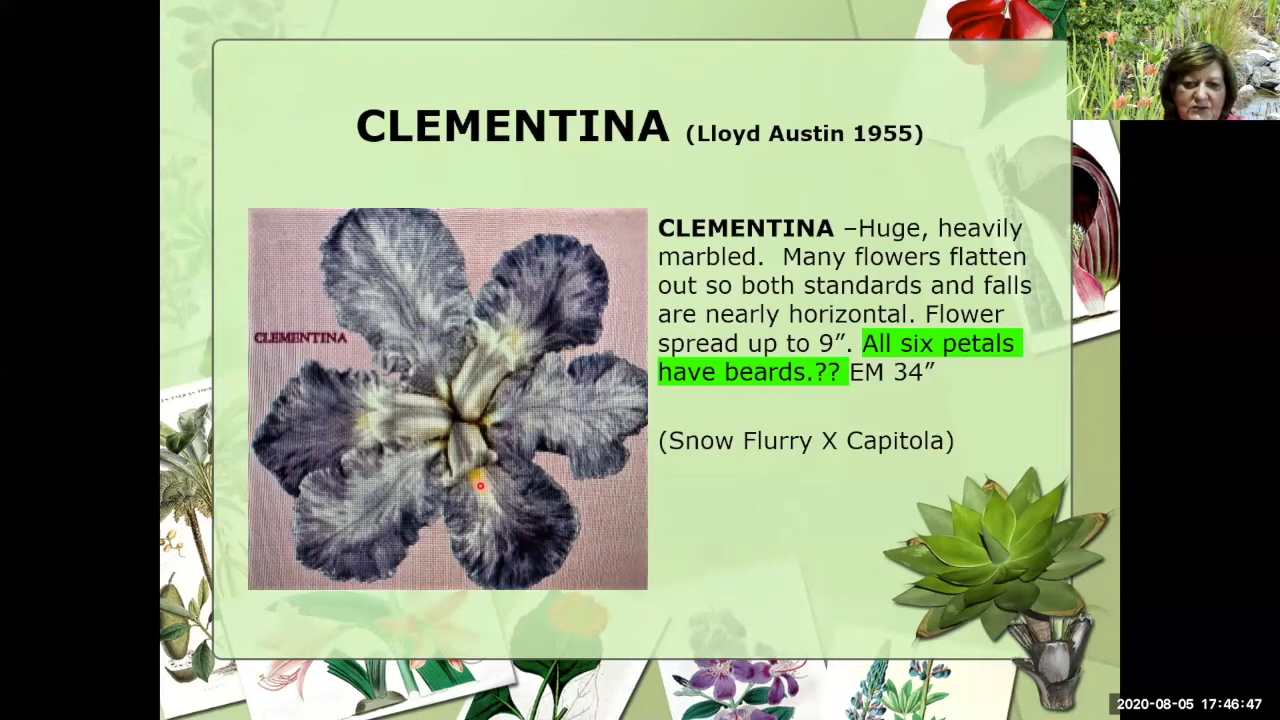 CLEMENTINA (Lloyd Austin 1955)
CLEMENTINA
CLEMENTINA –Huge, heavily
marbled. Many flowers flatten
out so both standards and falls
are nearly horizontal. Flower
spread up to 9”. All six petals
have beards.?? EM 34”
(Snow Flurry X Capitola)
2020-08-05 17:46:47